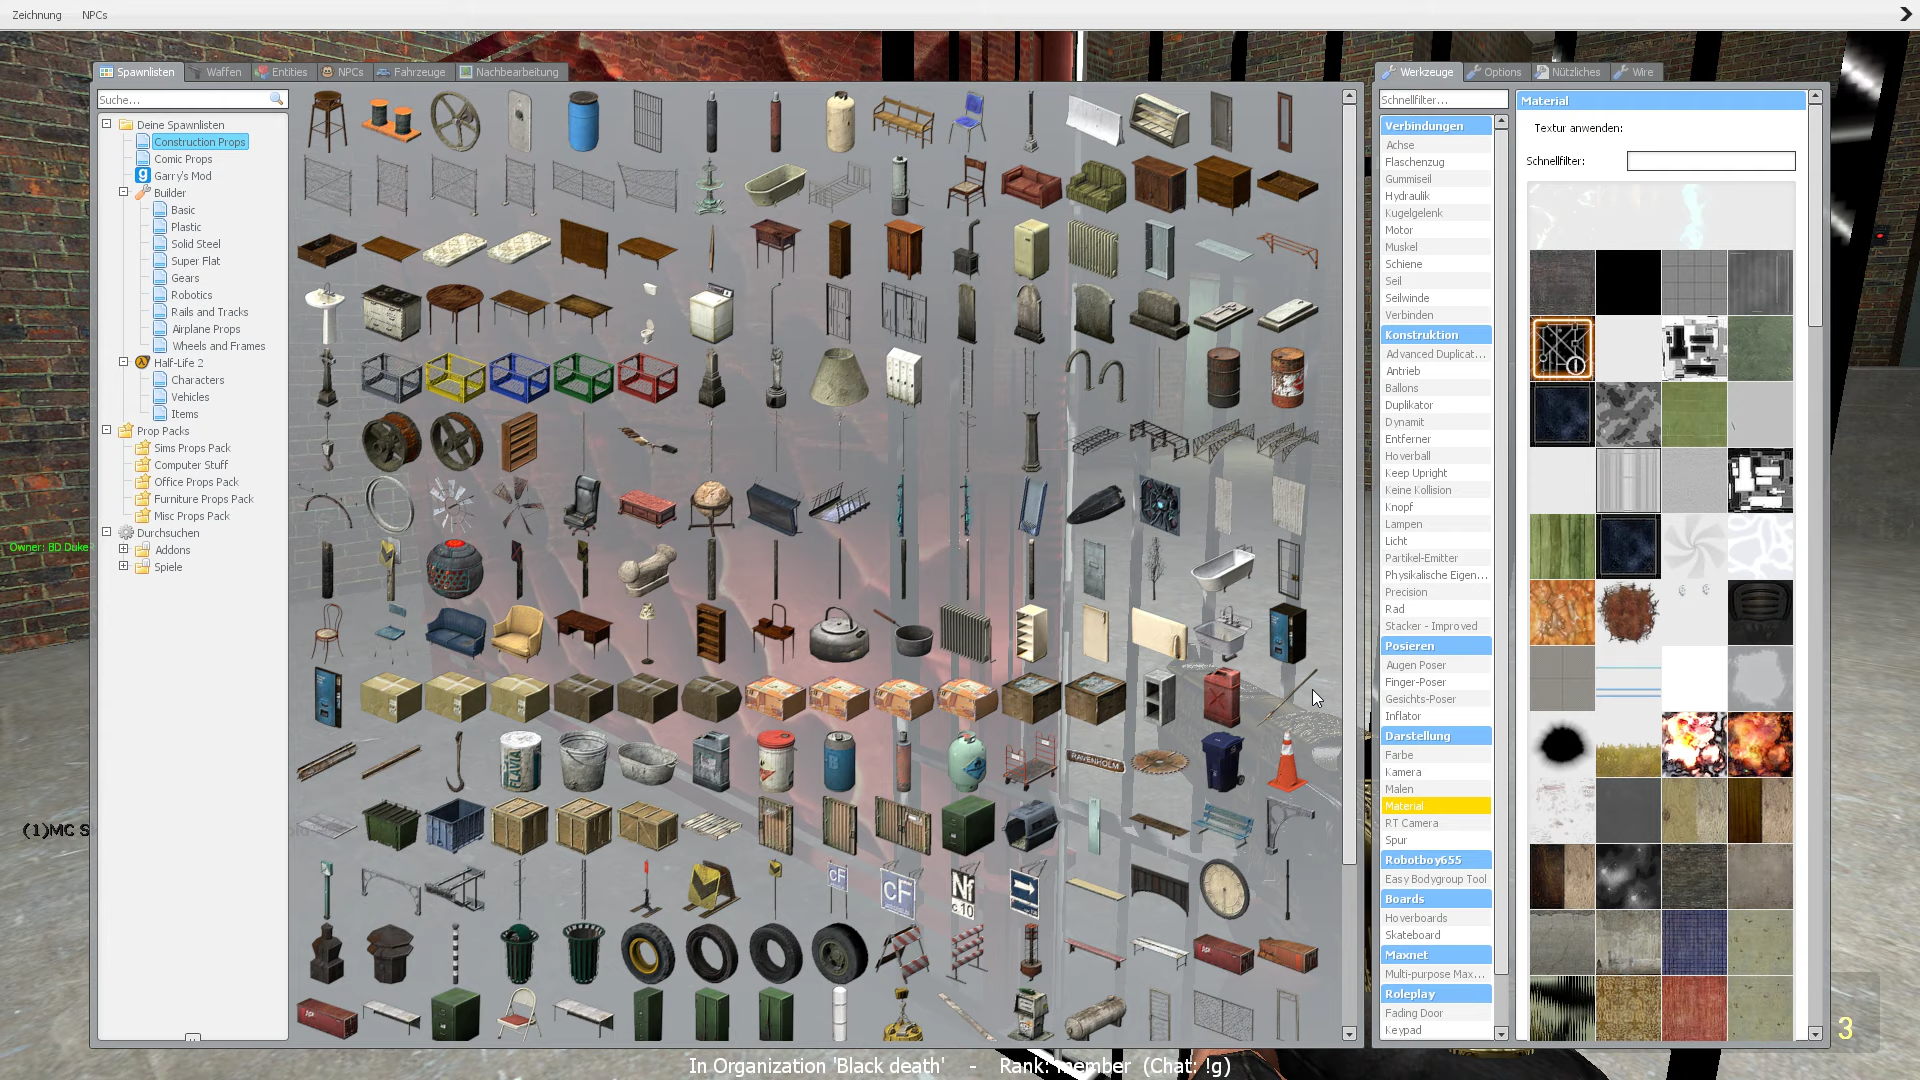 Zeichnung NPCs
Spawnlisten Waffen Entities NPCs Fahrzeuge Nachbearbeitung
Suche...
Deine Spawnlisten
Construction Props
Comic Props
Garry's Mod
Builder
Basic
Plastic
Solid Steel
Super Flat
Gears
Robotics
Rails and Tracks
Airplane Props
Wheels and Frames
Half-Life 2
Characters
Vehicles
Items
Prop Packs
Sims Props Pack
Computer Stuff
Office Props Pack
Furniture Props Pack
Misc Props Pack
Durchsuchen
Addons
Spiele
Owner: BD Duke
(1)MC S
RAVENHOLM
cF
cF
Nf
c 10
Werkzeuge Options Nützliches Wire
Schnellfilter...
Verbindungen
Achse
Flaschenzug
Gummiseil
Hydraulik
Kugelgelenk
Motor
Muskel
Schiene
Seil
Seilwinde
Verbinden
Konstruktion
Advanced Duplicat...
Antrieb
Ballons
Duplikator
Dynamit
Entferner
Hoverball
Keep Upright
Keine Kollision
Knopf
Lampen
Licht
Partikel-Emitter
Physikalische Eigen...
Precision
Rad
Stacker - Improved
Posieren
Augen Poser
Finger-Poser
Gesichts-Poser
Inflator
Darstellung
Farbe
Kamera
Malen
Material
RT Camera
Spur
Robotboy655
Easy Bodygroup Tool
Boards
Hoverboards
Skateboard
Maxnet
Multi-purpose Max...
Roleplay
Fading Door
Keypad
Material
Textur anwenden:
Schnellfilter:
3
In Organization 'Black death' - Rank: member (Chat: !g)